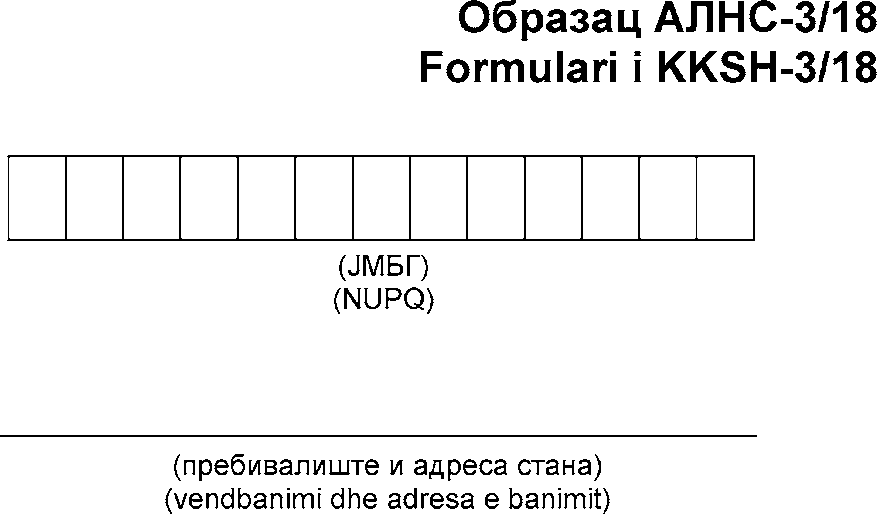 Образац АЛНС-3/18
Formulari i KKSH-3/18
(ЈМБГ)
(NUPQ)
(пребивалиште и адреса стана)
(vendbanimi dhe adresa e banimit)